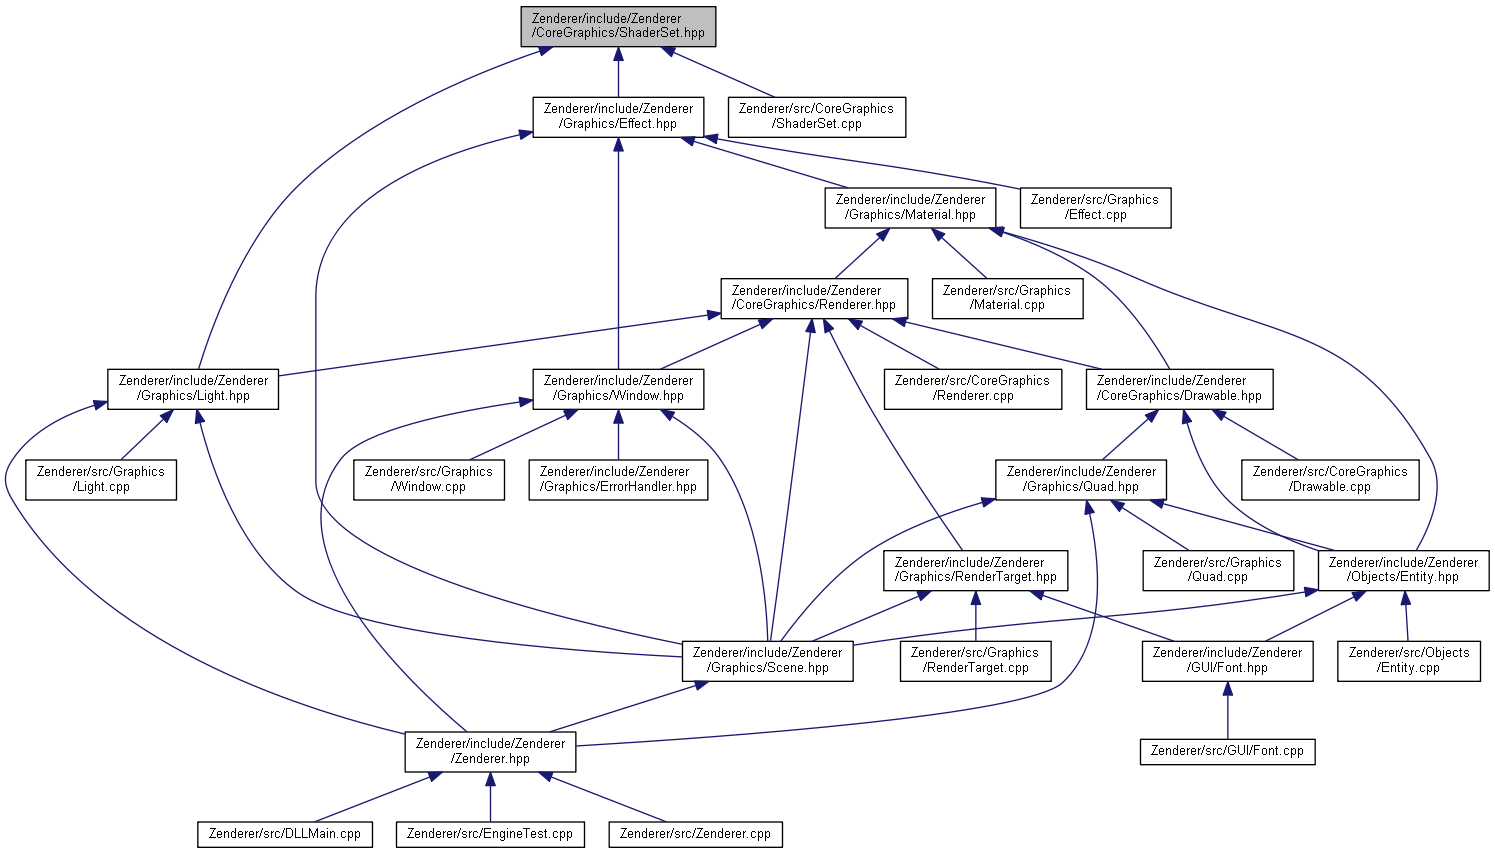 Zenderer/include/Zenderer
/CoreGraphics/ShaderSet.hpp
Zenderer/include/Zenderer
/Graphics/Effect.hpp
Zenderer/src/CoreGraphics
/ShaderSet.cpp
Zenderer/include/Zenderer
/Graphics/Material.hpp
Zenderer/src/Graphics
/Effect.cpp
Zenderer/include/Zenderer
/CoreGraphics/Renderer.hpp
Zenderer/src/Graphics
/Material.cpp
Zenderer/include/Zenderer
/Graphics/Light.hpp
Zenderer/include/Zenderer
/Graphics/Window.hpp
Zenderer/src/CoreGraphics
/Renderer.cpp
Zenderer/include/Zenderer
/CoreGraphics/Drawable.hpp
Zenderer/src/Graphics
/Light.cpp
Zenderer/src/Graphics
/Window.cpp
Zenderer/include/Zenderer
/Graphics/ErrorHandler.hpp
Zenderer/include/Zenderer
/Graphics/Quad.hpp
Zenderer/src/CoreGraphics
/Drawable.cpp
Zenderer/include/Zenderer
/Graphics/RenderTarget.hpp
Zenderer/src/Graphics
/Quad.cpp
Zenderer/include/Zenderer
/Objects/Entity.hpp
Zenderer/include/Zenderer
/Graphics/Scene.hpp
Zenderer/src/Graphics
/RenderTarget.cpp
Zenderer/include/Zenderer
/GUI/Font.hpp
Zenderer/src/Objects
/Entity.cpp
Zenderer/include/Zenderer
/Zenderer.hpp
Zenderer/src/GUI/Font.cpp
Zenderer/src/DLLMain.cpp
Zenderer/src/EngineTest.cpp
Zenderer/src/Zenderer.cpp